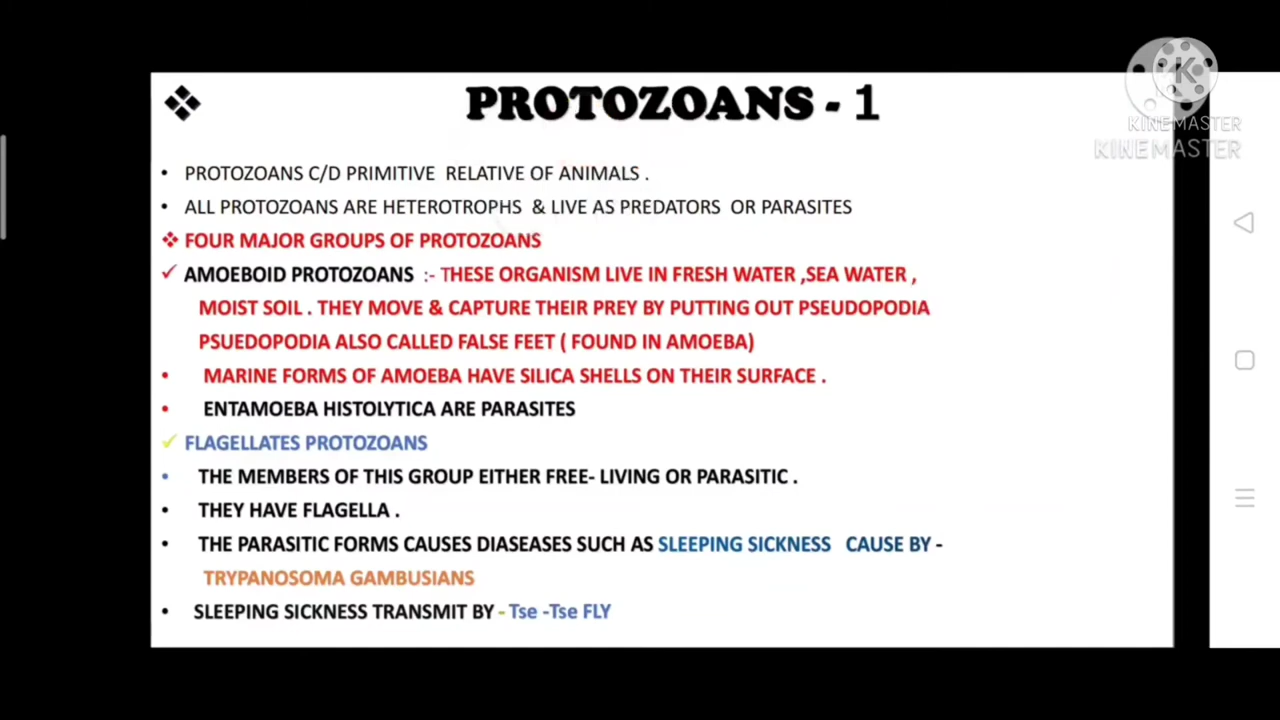 PROTOZOANS - 1
KINEMASTER
KINEMASTER
PROTOZOANS C/D PRIMITIVE RELATIVE OF ANIMALS .
ALL PROTOZOANS ARE HETEROTROPHS & LIVE AS PREDATORS OR PARASITES
FOUR MAJOR GROUPS OF PROTOZOANS
AMOEBOID PROTOZOANS :- THESE ORGANISM LIVE IN FRESH WATER ,SEA WATER ,
MOIST SOIL . THEY MOVE & CAPTURE THEIR PREY BY PUTTING OUT PSEUDOPODIA
PSUEDOPODIA ALSO CALLED FALSE FEET ( FOUND IN AMOEBA)
MARINE FORMS OF AMOEBA HAVE SILICA SHELLS ON THEIR SURFACE .
ENTAMOEBA HISTOLYTICA ARE PARASITES
FLAGELLATES PROTOZOANS
THE MEMBERS OF THIS GROUP EITHER FREE- LIVING OR PARASITIC .
THEY HAVE FLAGELLA .
THE PARASITIC FORMS CAUSES DIASEASES SUCH AS SLEEPING SICKNESS CAUSE BY -
TRYPANOSOMA GAMBUSIANS
SLEEPING SICKNESS TRANSMIT BY - Tse -Tse FLY